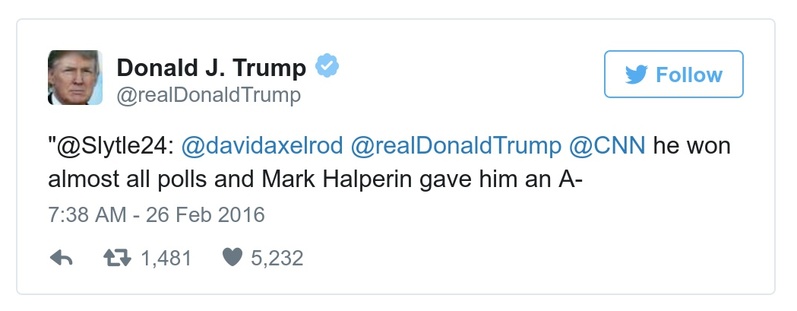 Donald J. Trump
@realDonaldTrump
Follow
"@Slytle24: @davidaxelrod @realDonaldTrump @CNN he won
almost all polls and Mark Halperin gave him an A-
7:38 AM - 26 Feb 2016
1,481 5,232